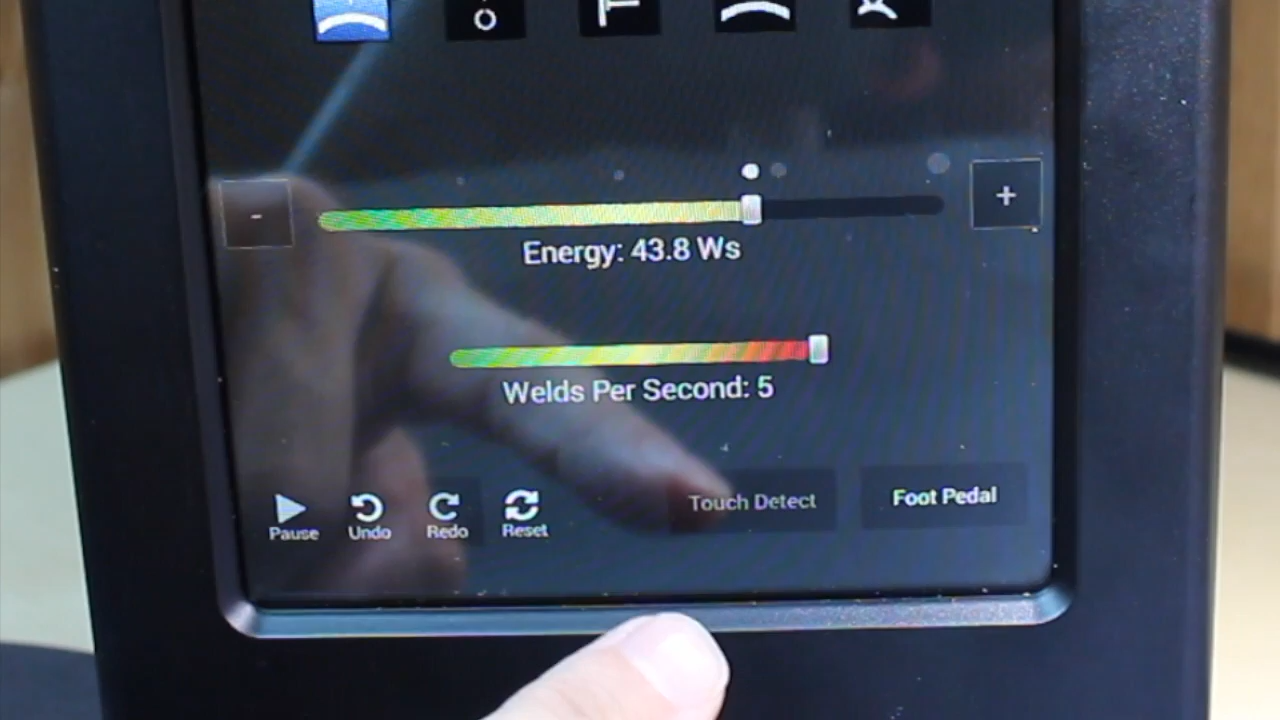 -
+
Energy: 43.8 Ws
Welds Per Second: 5
Pause Undo Redo Reset
Touch Detect
Foot Pedal